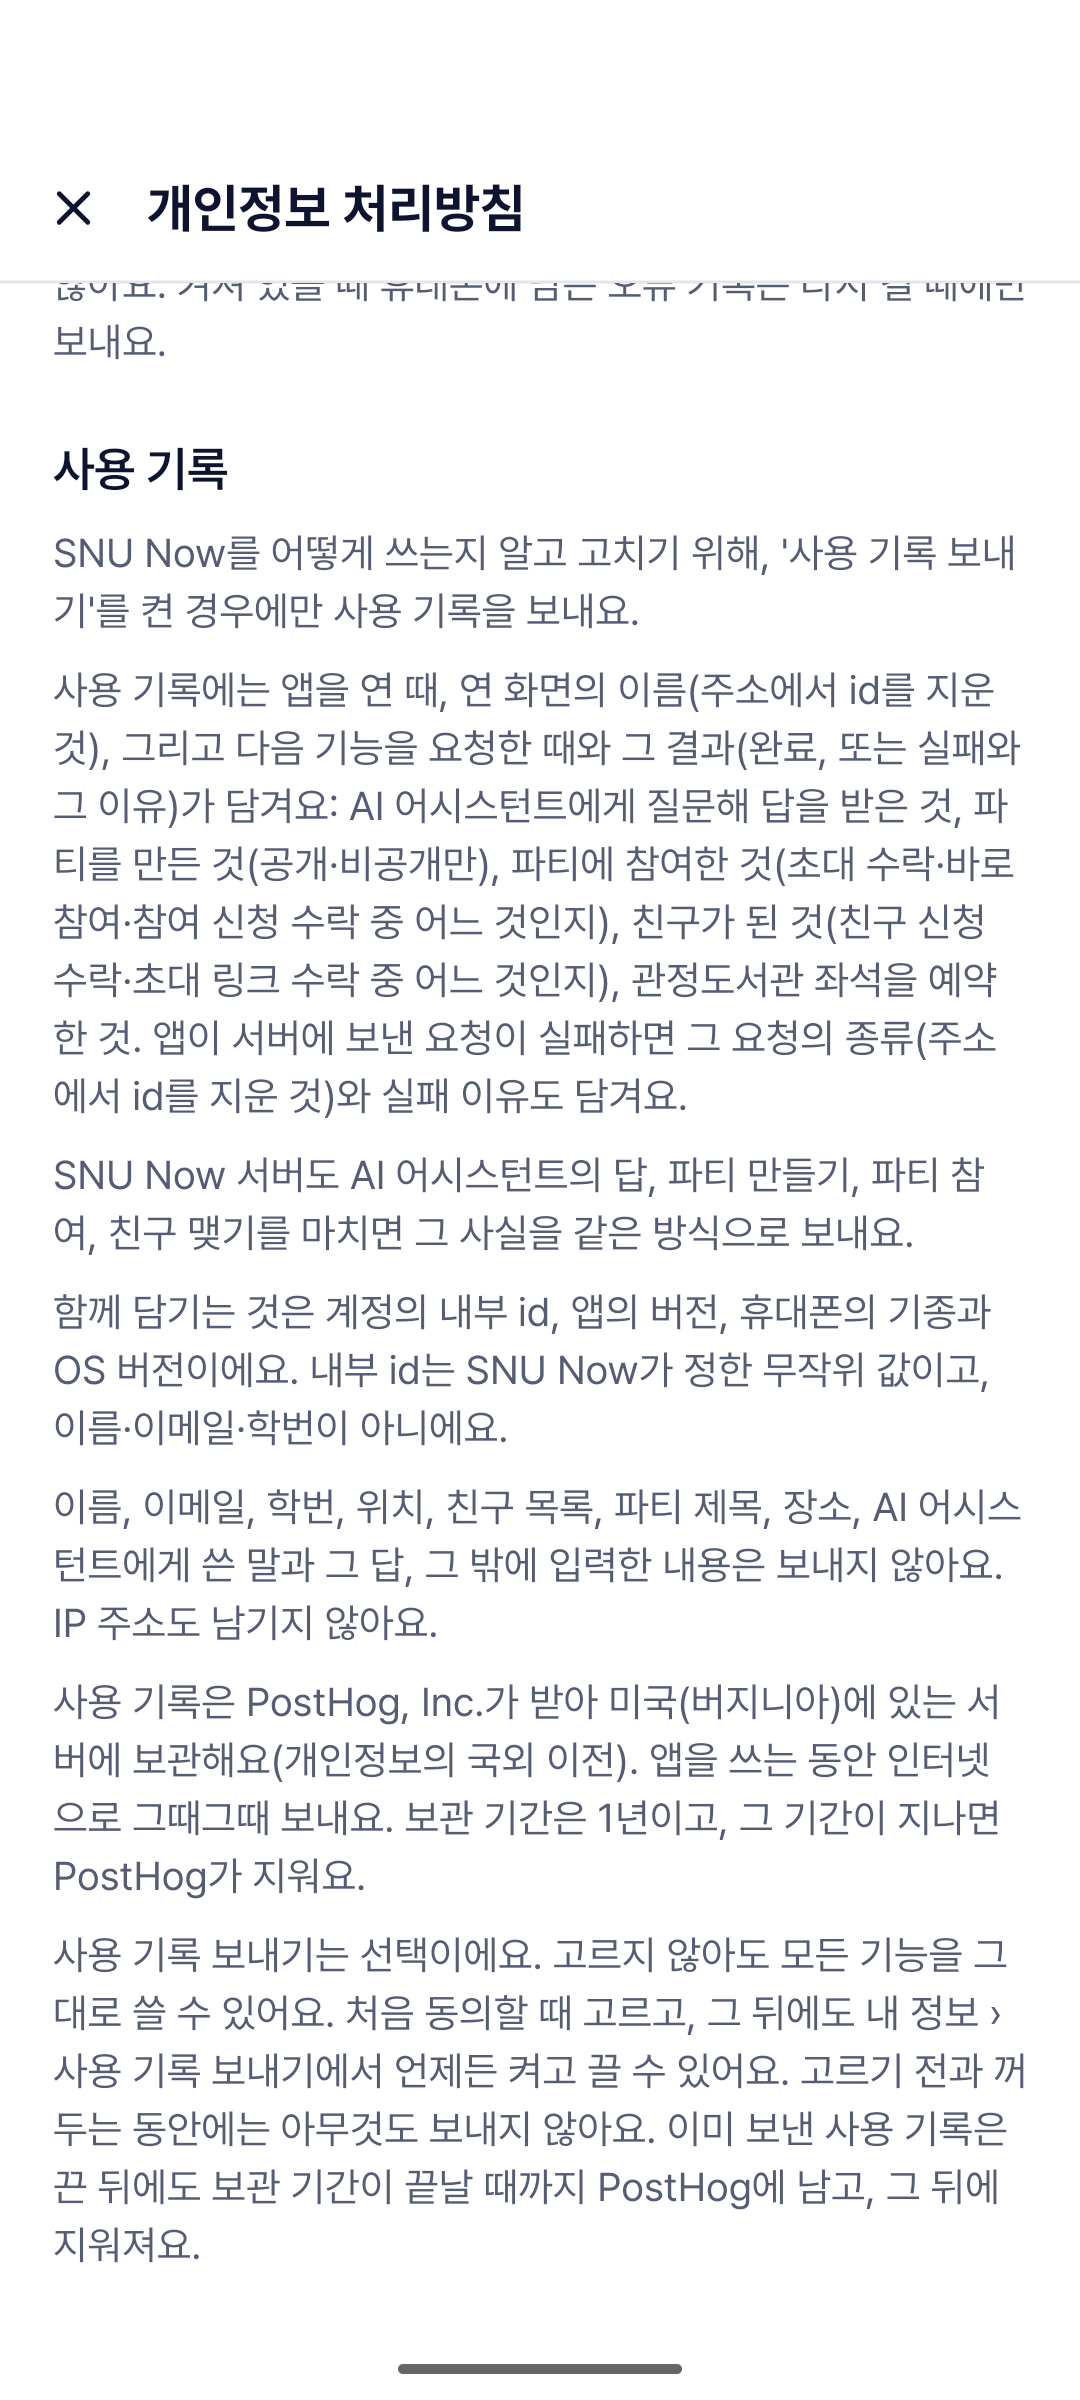 개인정보 처리방침
보내요.
사용 기록
SNU Now를 어떻게 쓰는지 알고 고치기 위해, '사용 기록 보내
기'를 켠 경우에만 사용 기록을 보내요.
사용 기록에는 앱을 연 때, 연 화면의 이름(주소에서 id를 지운
것), 그리고 다음 기능을 요청한 때와 그 결과(완료, 또는 실패와
그 이유)가 담겨요: AI 어시스턴트에게 질문해 답을 받은 것, 파
티를 만든 것(공개·비공개만), 파티에 참여한 것(초대 수락·바로
참여·참여 신청 수락 중 어느 것인지), 친구가 된 것(친구 신청
수락·초대 링크 수락 중 어느 것인지), 관정도서관 좌석을 예약
한 것. 앱이 서버에 보낸 요청이 실패하면 그 요청의 종류(주소
에서 id를 지운 것)와 실패 이유도 담겨요.
SNU Now 서버도 AI 어시스턴트의 답, 파티 만들기, 파티 참
여, 친구 맺기를 마치면 그 사실을 같은 방식으로 보내요.
함께 담기는 것은 계정의 내부 id, 앱의 버전, 휴대폰의 기종과
OS 버전이에요. 내부 id는 SNU Now가 정한 무작위 값이고,
이름·이메일·학번이 아니에요.
이름, 이메일, 학번, 위치, 친구 목록, 파티 제목, 장소, AI 어시스
턴트에게 쓴 말과 그 답, 그 밖에 입력한 내용은 보내지 않아요.
IP 주소도 남기지 않아요.
사용 기록은 PostHog, Inc.가 받아 미국(버지니아)에 있는 서
버에 보관해요(개인정보의 국외 이전). 앱을 쓰는 동안 인터넷
으로 그때그때 보내요. 보관 기간은 1년이고, 그 기간이 지나면
PostHog가 지워요.
사용 기록 보내기는 선택이에요. 고르지 않아도 모든 기능을 그
대로 쓸 수 있어요. 처음 동의할 때 고르고, 그 뒤에도 내 정보 ›
사용 기록 보내기에서 언제든 켜고 끌 수 있어요. 고르기 전과 꺼
두는 동안에는 아무것도 보내지 않아요. 이미 보낸 사용 기록은
끈 뒤에도 보관 기간이 끝날 때까지 PostHog에 남고, 그 뒤에
지워져요.